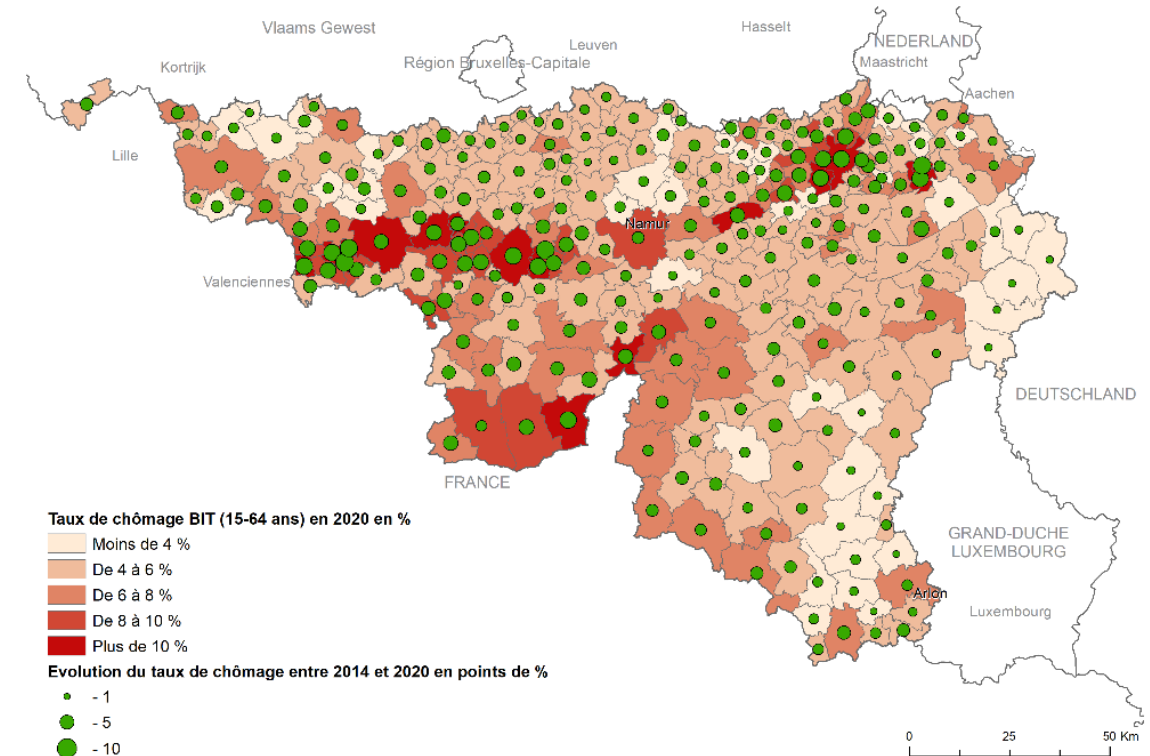 Vlaams Gewest
Hasselt
Leuven
NEDERLAND
Région Bruxelles-Capitale
Maastricht
Kortrijk
Aachen
Lille
Namur
Valenciennes
DEUTSCHLAND
FRANCE
GRAND-DUCHE
LUXEMBOURG
Arlon
Luxembourg
Taux de chômage BIT (15-64 ans) en 2020 en %
Moins de 4 %
De 4 à 6 %
De 6 à 8 %
De 8 à 10 %
Plus de 10 %
Evolution du taux de chômage entre 2014 et 2020 en points de %
- 1
- 5
- 10
0 25 50 Km